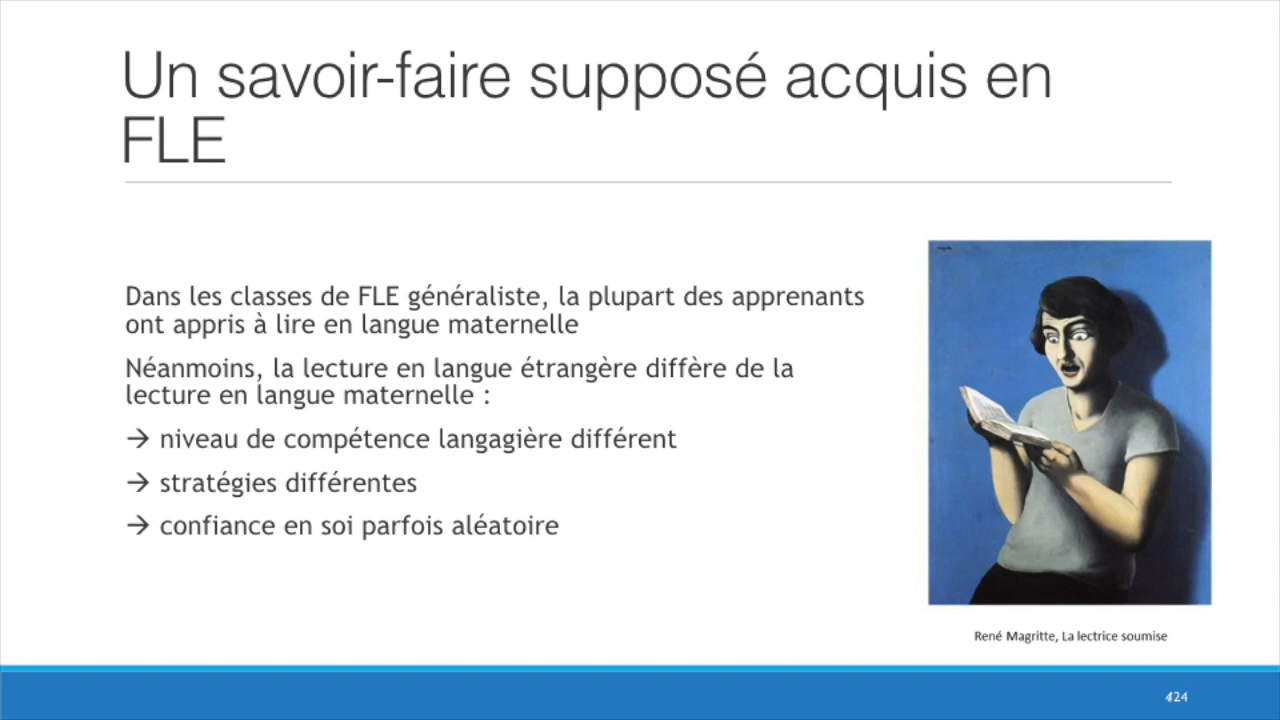 Un savoir-faire supposé acquis en
FLE
Dans les classes de FLE généraliste, la plupart des apprenants
ont appris à lire en langue maternelle
Néanmoins, la lecture en langue étrangère diffère de la
lecture en langue maternelle :
→ niveau de compétence langagière différent
→ stratégies différentes
→ confiance en soi parfois aléatoire
René Magritte, La lectrice soumise